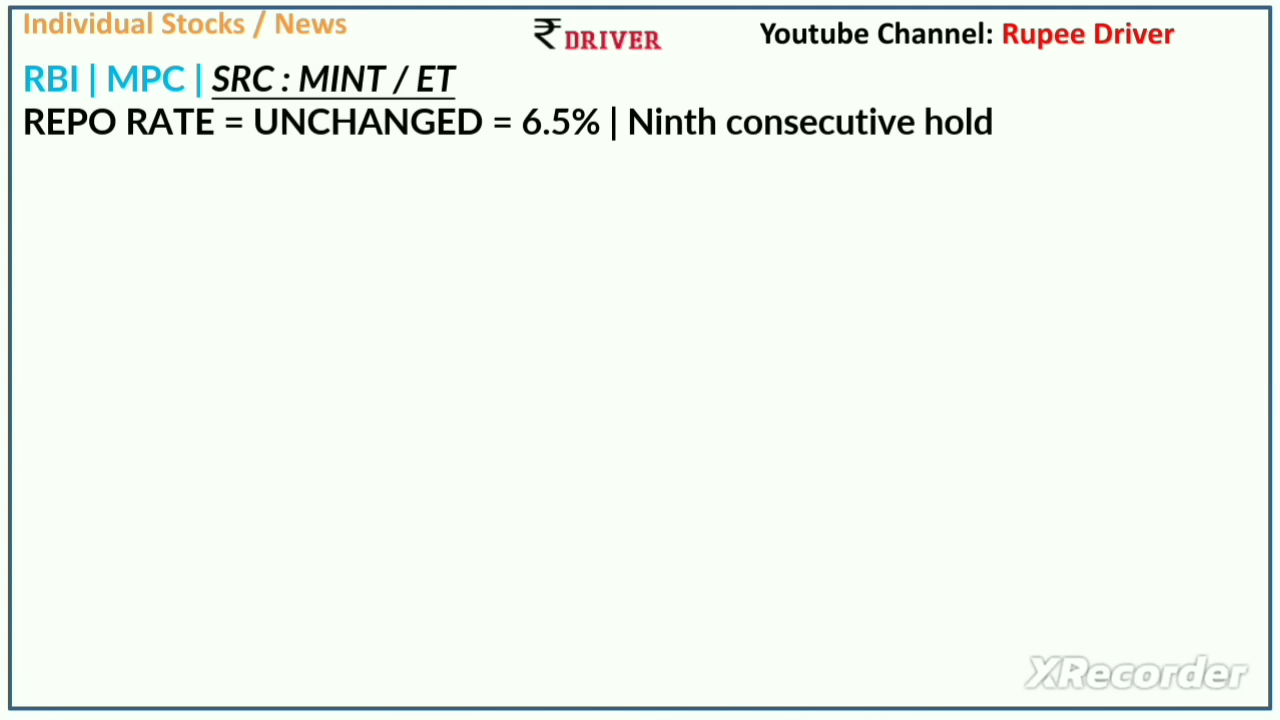 Individual Stocks / News
₹ DRIVER
Youtube Channel: Rupee Driver
RBI | MPC | SRC : MINT / ET
REPO RATE = UNCHANGED = 6.5% | Ninth consecutive hold
XRecorder